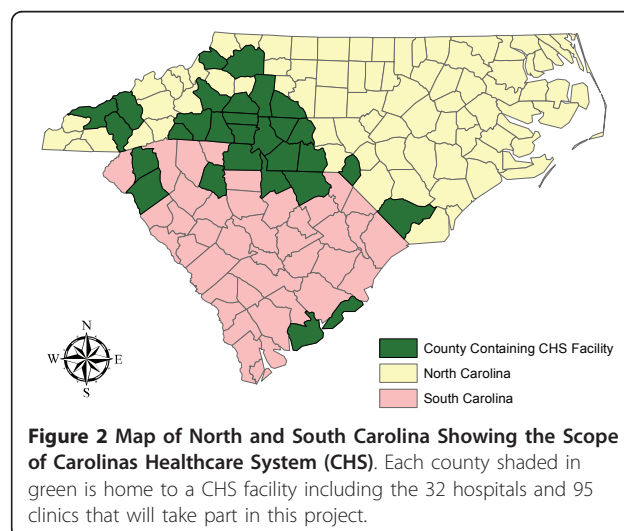 N
W E
S
County Containing CHS Facility
North Carolina
South Carolina
Figure 2 Map of North and South Carolina Showing the Scope
of Carolinas Healthcare System (CHS). Each county shaded in
green is home to a CHS facility including the 32 hospitals and 95
clinics that will take part in this project.